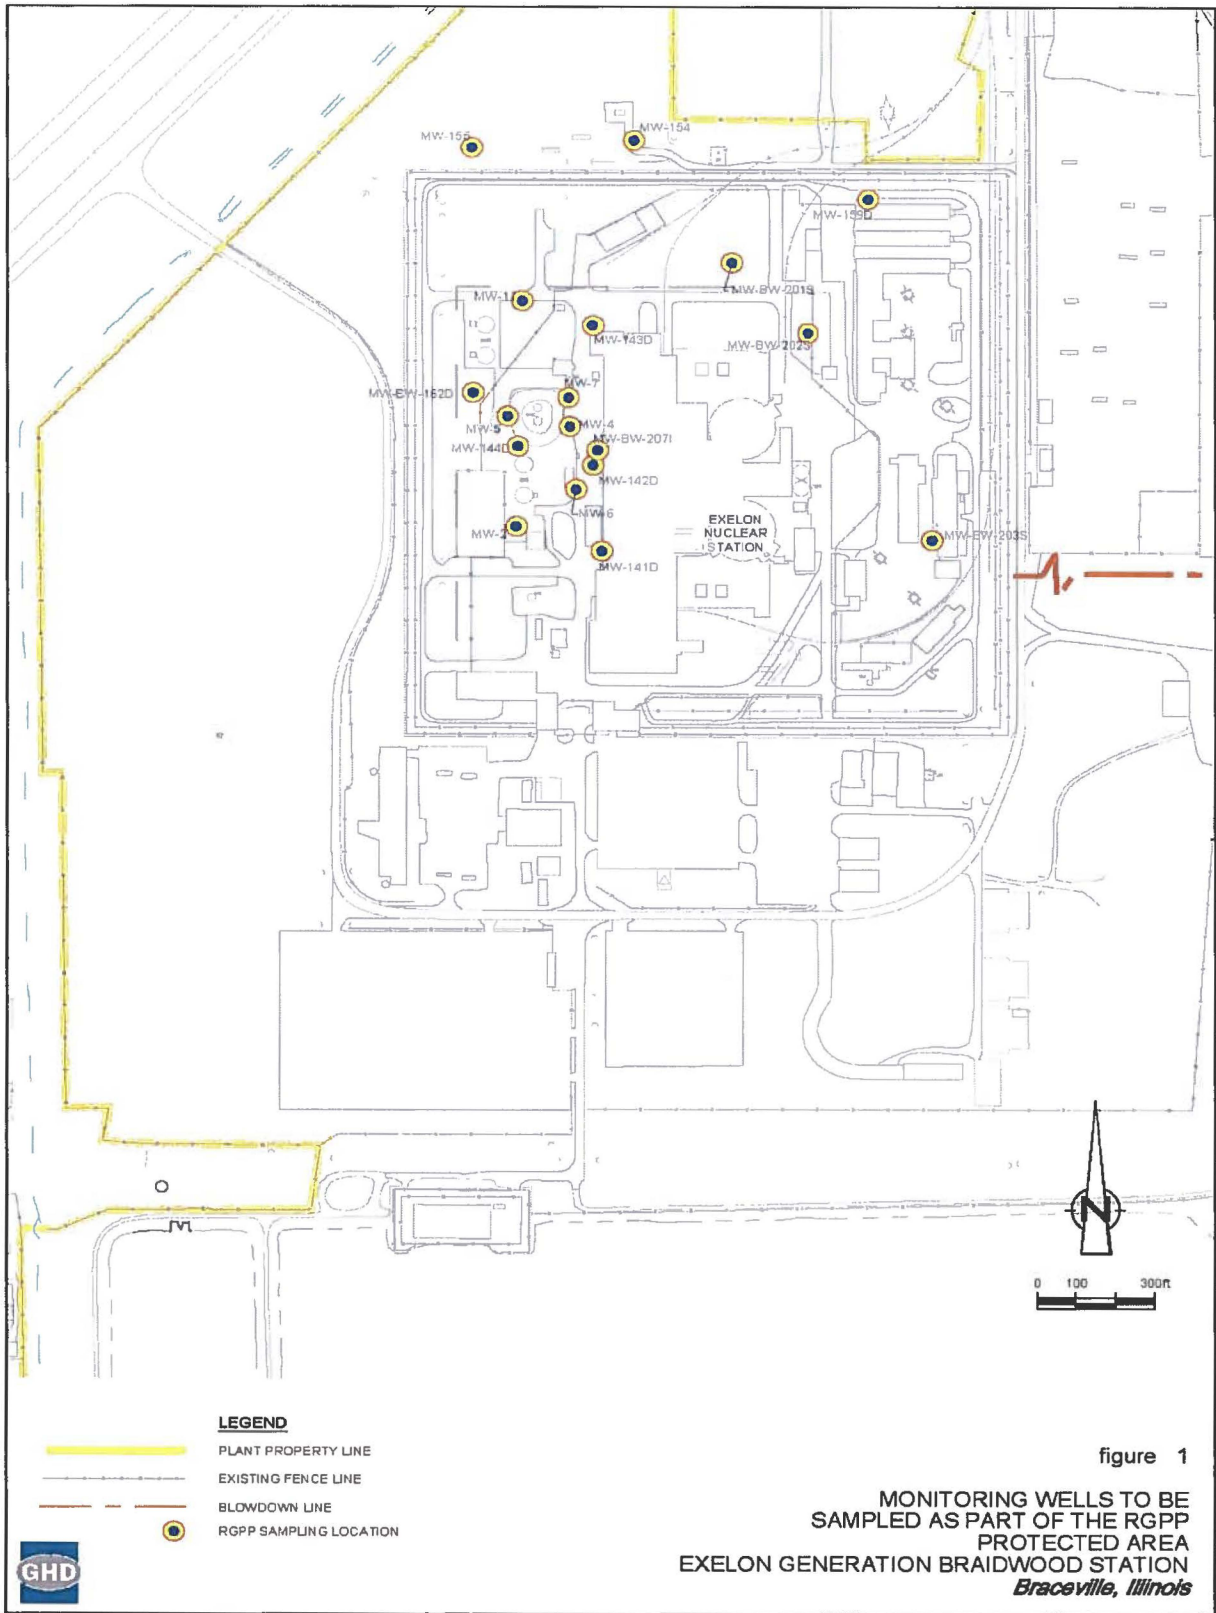 MW-155
MW-154
MW-159D
MW-BW-201S
MW-143D
MW-BW-202S
MW-7
MW-BW-162D
MW-5
MW-4
MW-BW-207I
MW-144D
MW-142D
MW-6
MW-2
EXELON
NUCLEAR
STATION
MW-BW-203S
MW-141D
N
0 100 300ft
LEGEND
PLANT PROPERTY LINE
EXISTING FENCE LINE
BLOWDOWN LINE
RGPP SAMPLING LOCATION
GHD
figure 1
MONITORING WELLS TO BE
SAMPLED AS PART OF THE RGPP
PROTECTED AREA
EXELON GENERATION BRAIDWOOD STATION
Braceville, Illinois